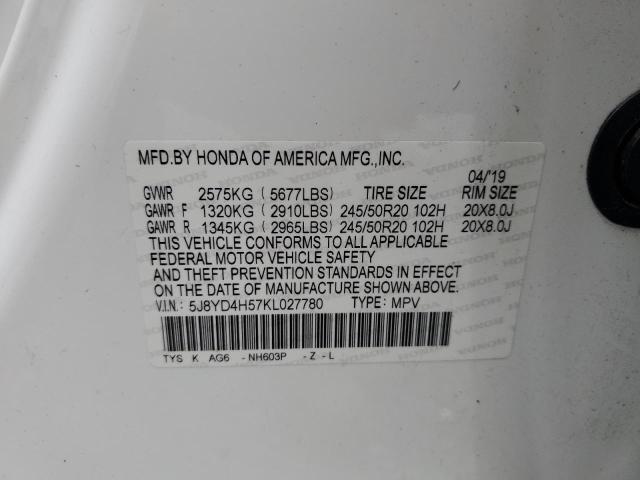 MFD.BY HONDA OF AMERICA MFG.,INC.
04/'19
GVWR 2575KG ( 5677LBS) TIRE SIZE RIM SIZE
GAWR F 1320KG ( 2910LBS) 245/50R20 102H 20X8.0J
GAWR R 1345KG ( 2965LBS) 245/50R20 102H 20X8.0J
THIS VEHICLE CONFORMS TO ALL APPLICABLE
FEDERAL MOTOR VEHICLE SAFETY
AND THEFT PREVENTION STANDARDS IN EFFECT
ON THE DATE OF MANUFACTURE SHOWN ABOVE.
V.I.N.: 5J8YD4H57KL027780 TYPE: MPV
TYS K AG6 -NH603P -Z-L